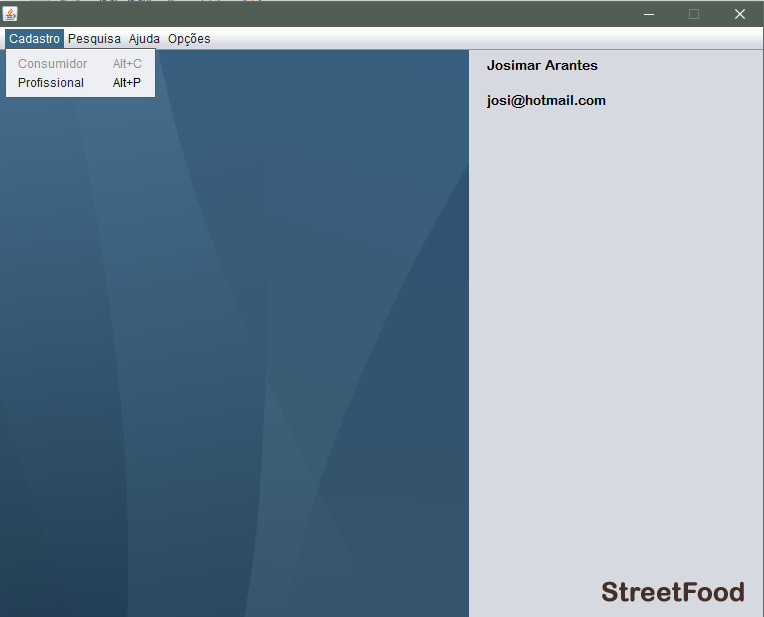 Cadastro Pesquisa Ajuda Opções
Consumidor Alt+C
Profissional Alt+P
Josimar Arantes
josi@hotmail.com
StreetFood